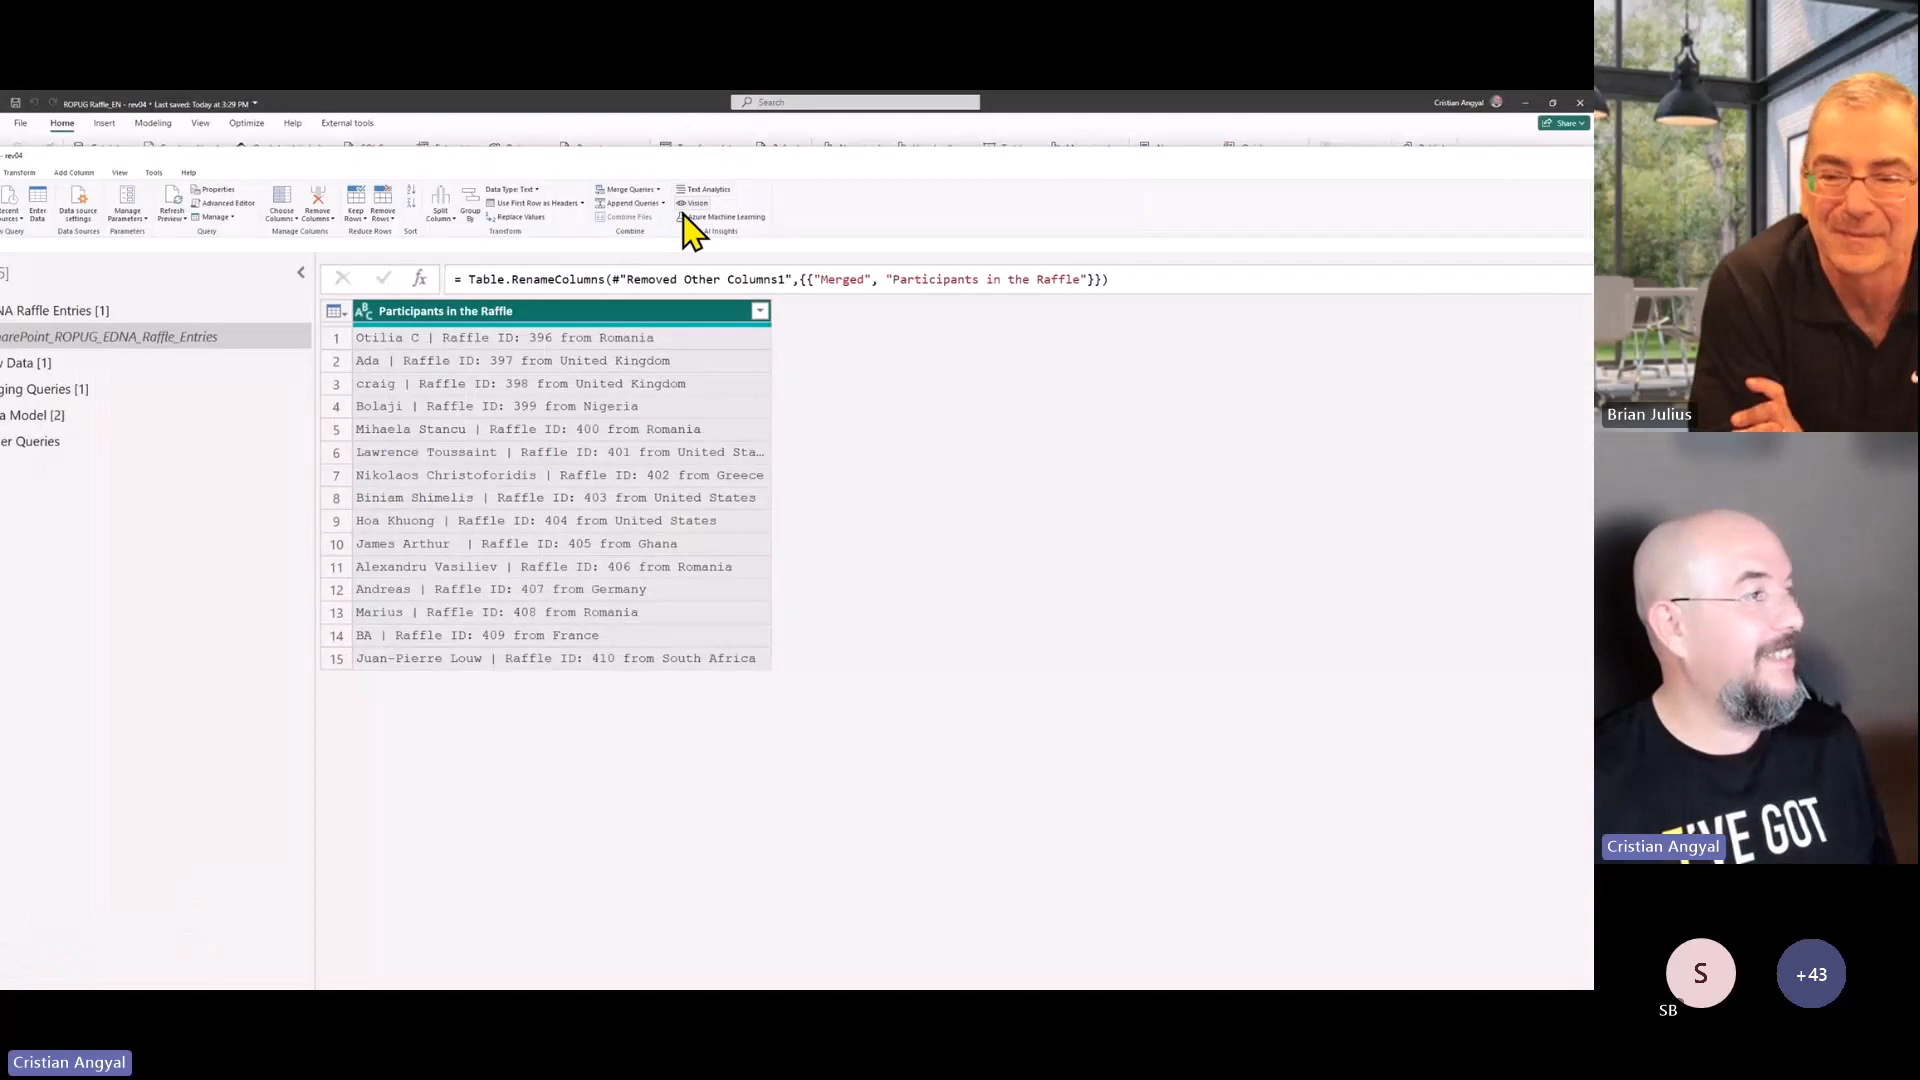 ROPUG Raffle_EN - rev04 • Last saved: Today at 3:29 PM
Search
Cristian Angyal
File Home Insert Modeling View Optimize Help External tools
Share
- rev04
Transform Add Column View Tools Help
Enter Data
Data source settings
Manage Parameters
Refresh Preview
Properties
Advanced Editor
Manage
Choose Columns
Remove Columns
Keep Rows
Remove Rows
Split Column
Group By
Data Type: Text
Use First Row as Headers
Replace Values
Merge Queries
Append Queries
Combine Files
Text Analytics
Vision
Azure Machine Learning
Data Sources
Parameters
Query
Manage Columns
Reduce Rows
Sort
Transform
Combine
AI Insights
= Table.RenameColumns(#"Removed Other Columns1",{{"Merged", "Participants in the Raffle"}})
NA Raffle Entries [1]
harePoint_ROPUG_EDNA_Raffle_Entries
w Data [1]
ging Queries [1]
a Model [2]
er Queries
Participants in the Raffle
1 Otilia C | Raffle ID: 396 from Romania
2 Ada | Raffle ID: 397 from United Kingdom
3 craig | Raffle ID: 398 from United Kingdom
4 Bolaji | Raffle ID: 399 from Nigeria
5 Mihaela Stancu | Raffle ID: 400 from Romania
6 Lawrence Toussaint | Raffle ID: 401 from United Sta...
7 Nikolaos Christoforidis | Raffle ID: 402 from Greece
8 Biniam Shimelis | Raffle ID: 403 from United States
9 Hoa Khuong | Raffle ID: 404 from United States
10 James Arthur | Raffle ID: 405 from Ghana
11 Alexandru Vasiliev | Raffle ID: 406 from Romania
12 Andreas | Raffle ID: 407 from Germany
13 Marius | Raffle ID: 408 from Romania
14 BA | Raffle ID: 409 from France
15 Juan-Pierre Louw | Raffle ID: 410 from South Africa
Brian Julius
I'VE GOT
Cristian Angyal
S
SB
+43
Cristian Angyal